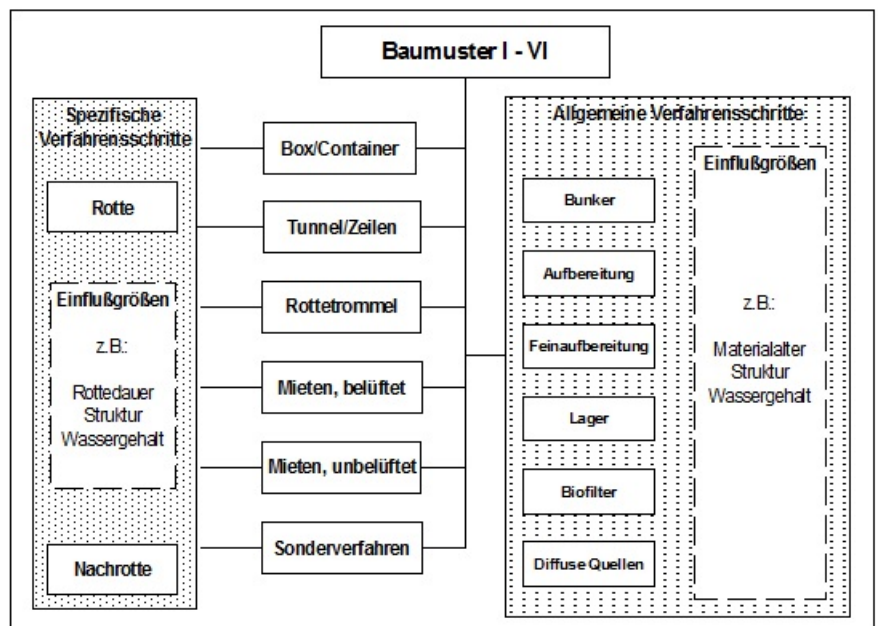 Baumuster I - VI
Spezifische
Verfahrensschritte
Rotte
Einflußgrößen
z.B.:
Rottedauer
Struktur
Wassergehalt
Nachrotte
Box/Container
Tunnel/Zeilen
Rottetrommel
Mieten, belüftet
Mieten, unbelüftet
Sonderverfahren
Allgemeine Verfahrensschritte
Bunker
Aufbereitung
Feinaufbereitung
Lager
Biofilter
Diffuse Quellen
Einflußgrößen
z.B.:
Materialalter
Struktur
Wassergehalt